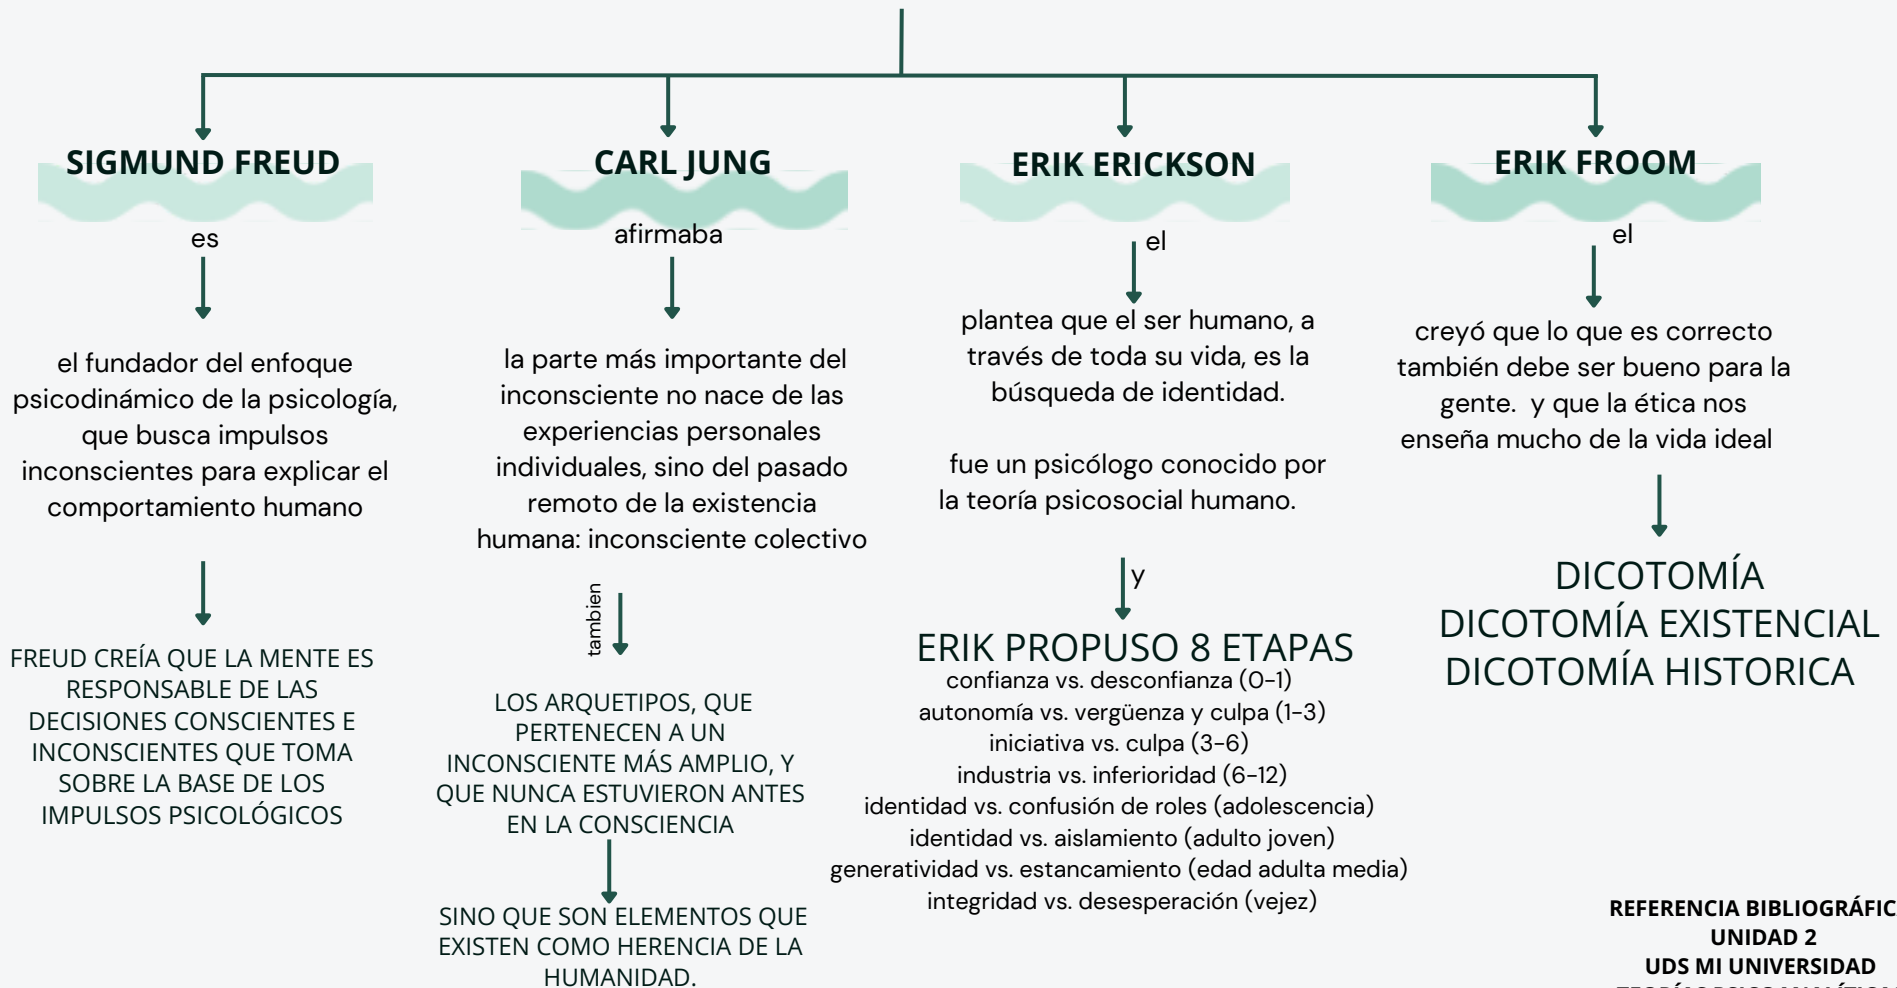 SIGMUND FREUD
es
el fundador del enfoque
psicodinámico de la psicología,
que busca impulsos
inconscientes para explicar el
comportamiento humano
FREUD CREÍA QUE LA MENTE ES
RESPONSABLE DE LAS
DECISIONES CONSCIENTES E
INCONSCIENTES QUE TOMA
SOBRE LA BASE DE LOS
IMPULSOS PSICOLÓGICOS
CARL JUNG
afirmaba
la parte más importante del
inconsciente no nace de las
experiencias personales
individuales, sino del pasado
remoto de la existencia
humana: inconsciente colectivo
tambien
LOS ARQUETIPOS, QUE
PERTENECEN A UN
INCONSCIENTE MÁS AMPLIO, Y
QUE NUNCA ESTUVIERON ANTES
EN LA CONSCIENCIA
SINO QUE SON ELEMENTOS QUE
EXISTEN COMO HERENCIA DE LA
HUMANIDAD.
ERIK ERICKSON
el
plantea que el ser humano, a
través de toda su vida, es la
búsqueda de identidad.
fue un psicólogo conocido por
la teoría psicosocial humano.
y
ERIK PROPUSO 8 ETAPAS
confianza vs. desconfianza (0-1)
autonomía vs. vergüenza y culpa (1-3)
iniciativa vs. culpa (3-6)
industria vs. inferioridad (6-12)
identidad vs. confusión de roles (adolescencia)
identidad vs. aislamiento (adulto joven)
generatividad vs. estancamiento (edad adulta media)
integridad vs. desesperación (vejez)
ERIK FROOM
el
creyó que lo que es correcto
también debe ser bueno para la
gente. y que la ética nos
enseña mucho de la vida ideal
DICOTOMÍA
DICOTOMÍA EXISTENCIAL
DICOTOMÍA HISTORICA
REFERENCIA BIBLIOGRÁFIC
UNIDAD 2
UDS MI UNIVERSIDAD